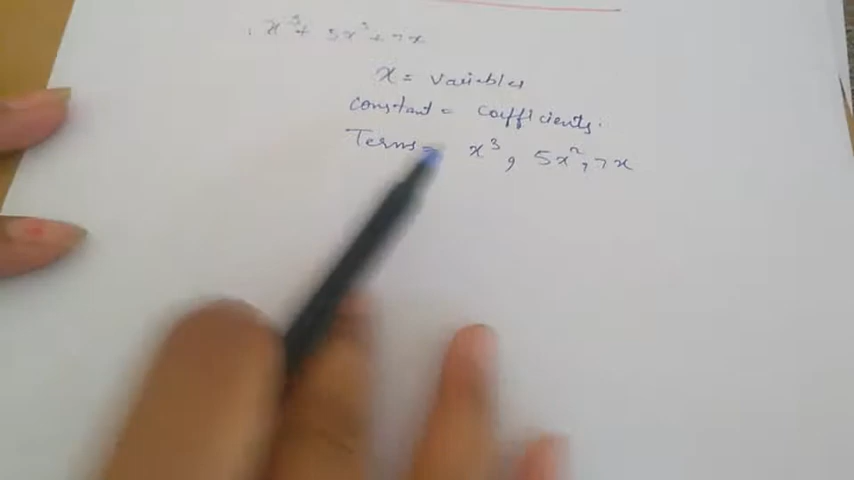 x³ + 5x² + 7x
x = variables
constant = coefficients.
Terms = x³, 5x², 7x